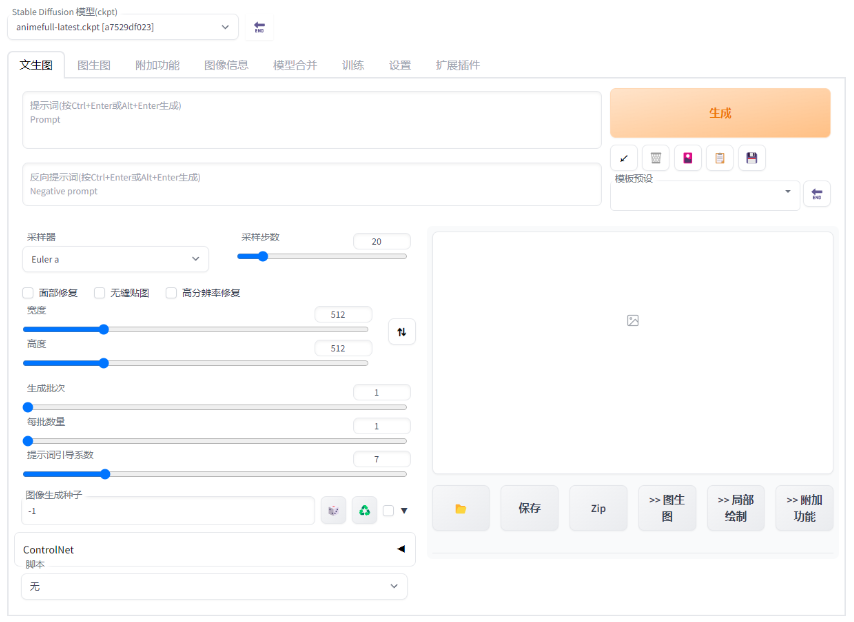 Stable Diffusion 模型(ckpt)
animefull-latest.ckpt [a7529df023]
文生图 图生图 附加功能 图像信息 模型合并 训练 设置 扩展插件
提示词(按Ctrl+Enter或Alt+Enter生成)
Prompt
生成
反向提示词(按Ctrl+Enter或Alt+Enter生成)
Negative prompt
模板预设
END
采样器
Euler a
采样步数
20
面部修复 无缝贴图 高分辨率修复
宽度
512
高度
512
生成批次
1
每批数量
1
提示词引导系数
7
图像生成种子
-1
ControlNet
脚本
无
保存
Zip
>> 图生
图
>> 局部
绘制
>> 附加
功能